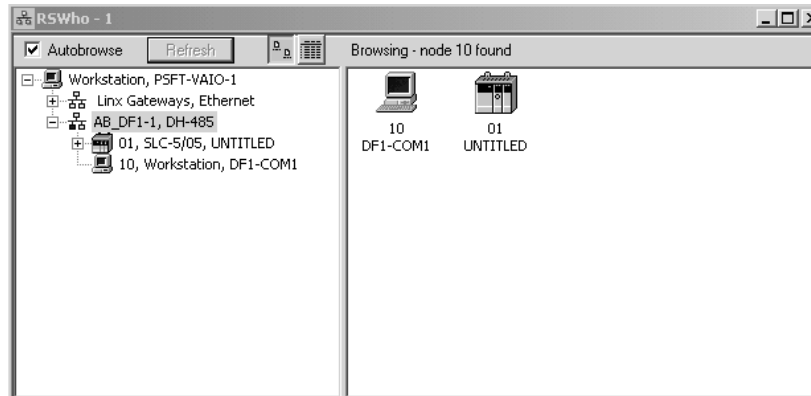 RSWho - 1
Autobrowse Refresh Browsing - node 10 found
Workstation, PSFT-VAIO-1
Linx Gateways, Ethernet
AB_DF1-1, DH-485
01, SLC-5/05, UNTITLED
10, Workstation, DF1-COM1
10
DF1-COM1
01
UNTITLED